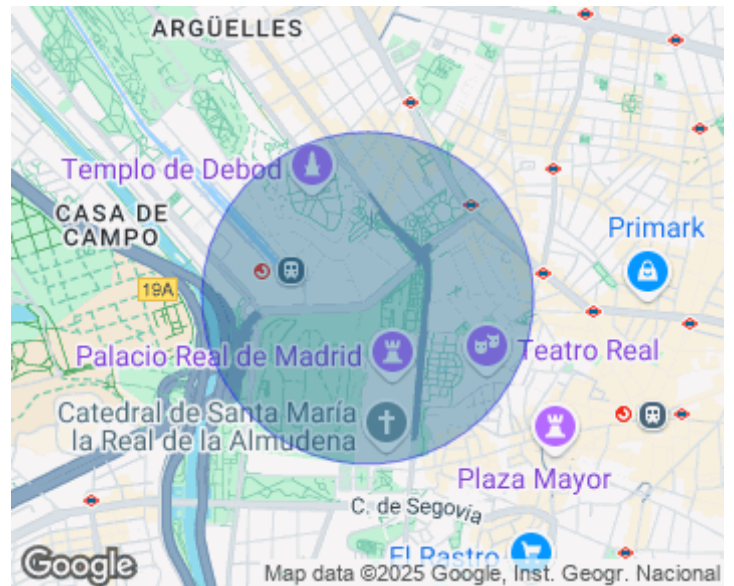 ARGÜELLES
Templo de Debod
CASA DE
CAMPO
Primark
19A
Palacio Real de Madrid
Teatro Real
Catedral de Santa María
la Real de la Almudena
Plaza Mayor
C. de Segovia
El Rastro
Google
Map data ©2025 Google, Inst. Geogr. Nacional